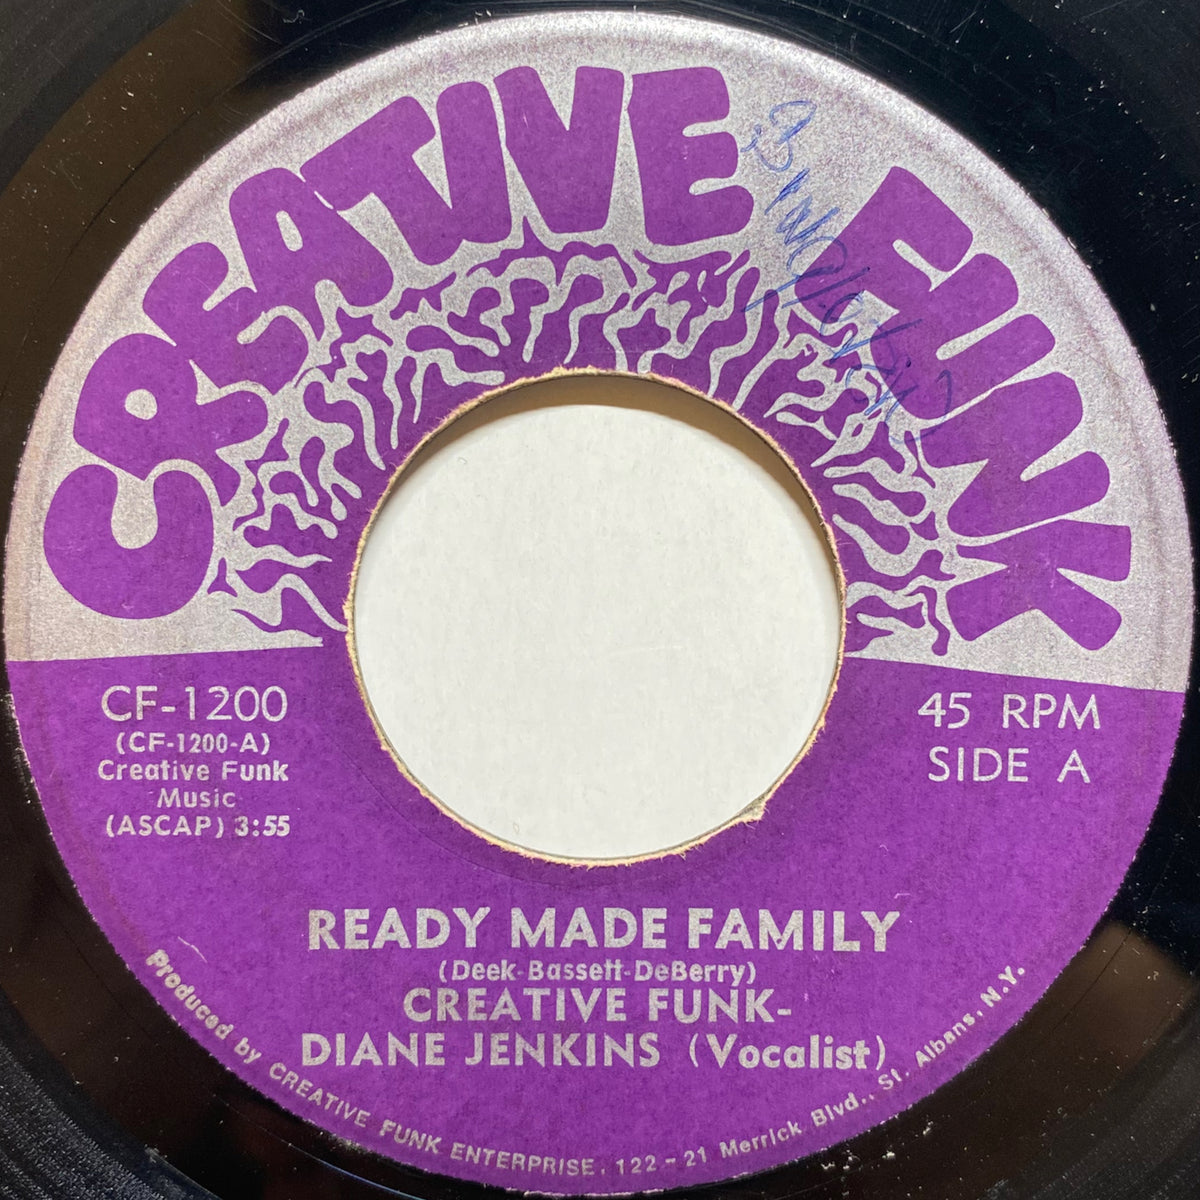 CREATIVE FUNK
CF-1200
(CF-1200-A)
Creative Funk
Music
(ASCAP) 3:55
45 RPM
SIDE A
READY MADE FAMILY
(Deek-Bassett-DeBerry)
CREATIVE FUNK-
DIANE JENKINS (Vocalist)
Produced by CREATIVE FUNK ENTERPRISE, 122-21 Merrick Blvd., St. Albans, N.Y.